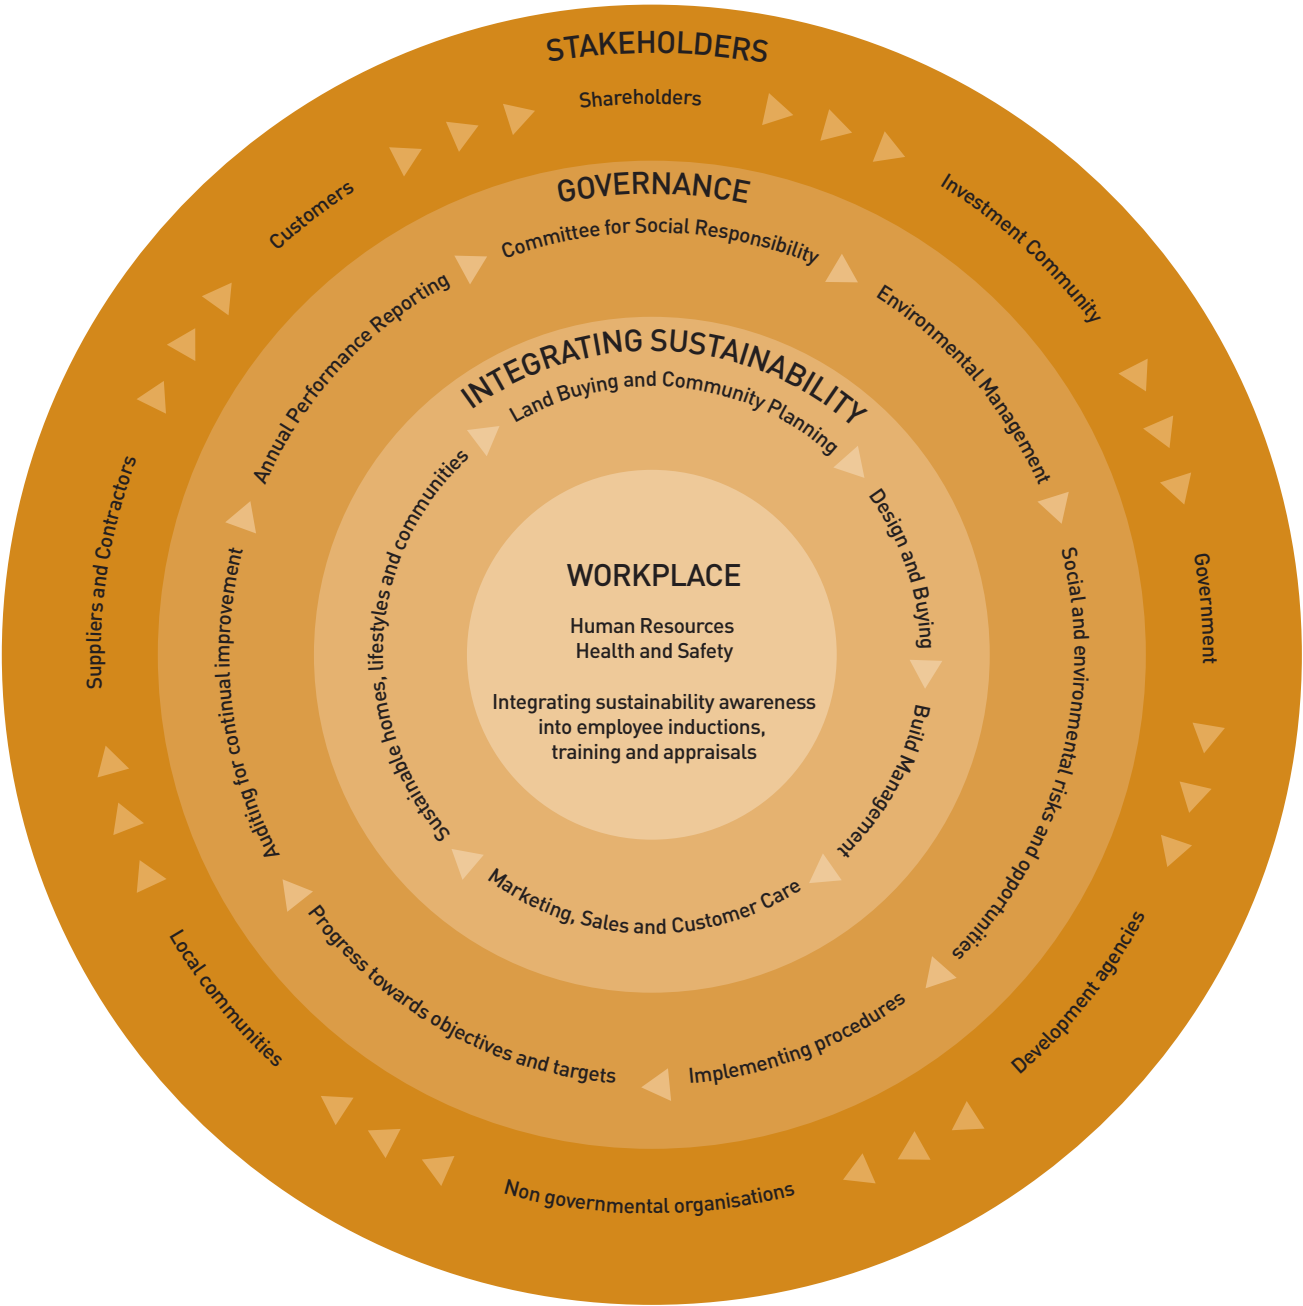 STAKEHOLDERS
Shareholders
Investment Community
Government
Development agencies
Non governmental organisations
Local communities
Suppliers and Contractors
Customers
GOVERNANCE
Committee for Social Responsibility
Environmental Management
Social and environmental risks and opportunities
Implementing procedures
Progress towards objectives and targets
Auditing for continual improvement
Annual Performance Reporting
INTEGRATING SUSTAINABILITY
Land Buying and Community Planning
Design and Buying
Build Management
Marketing, Sales and Customer Care
Sustainable homes, lifestyles and communities
WORKPLACE
Human Resources
Health and Safety
Integrating sustainability awareness
into employee inductions,
training and appraisals